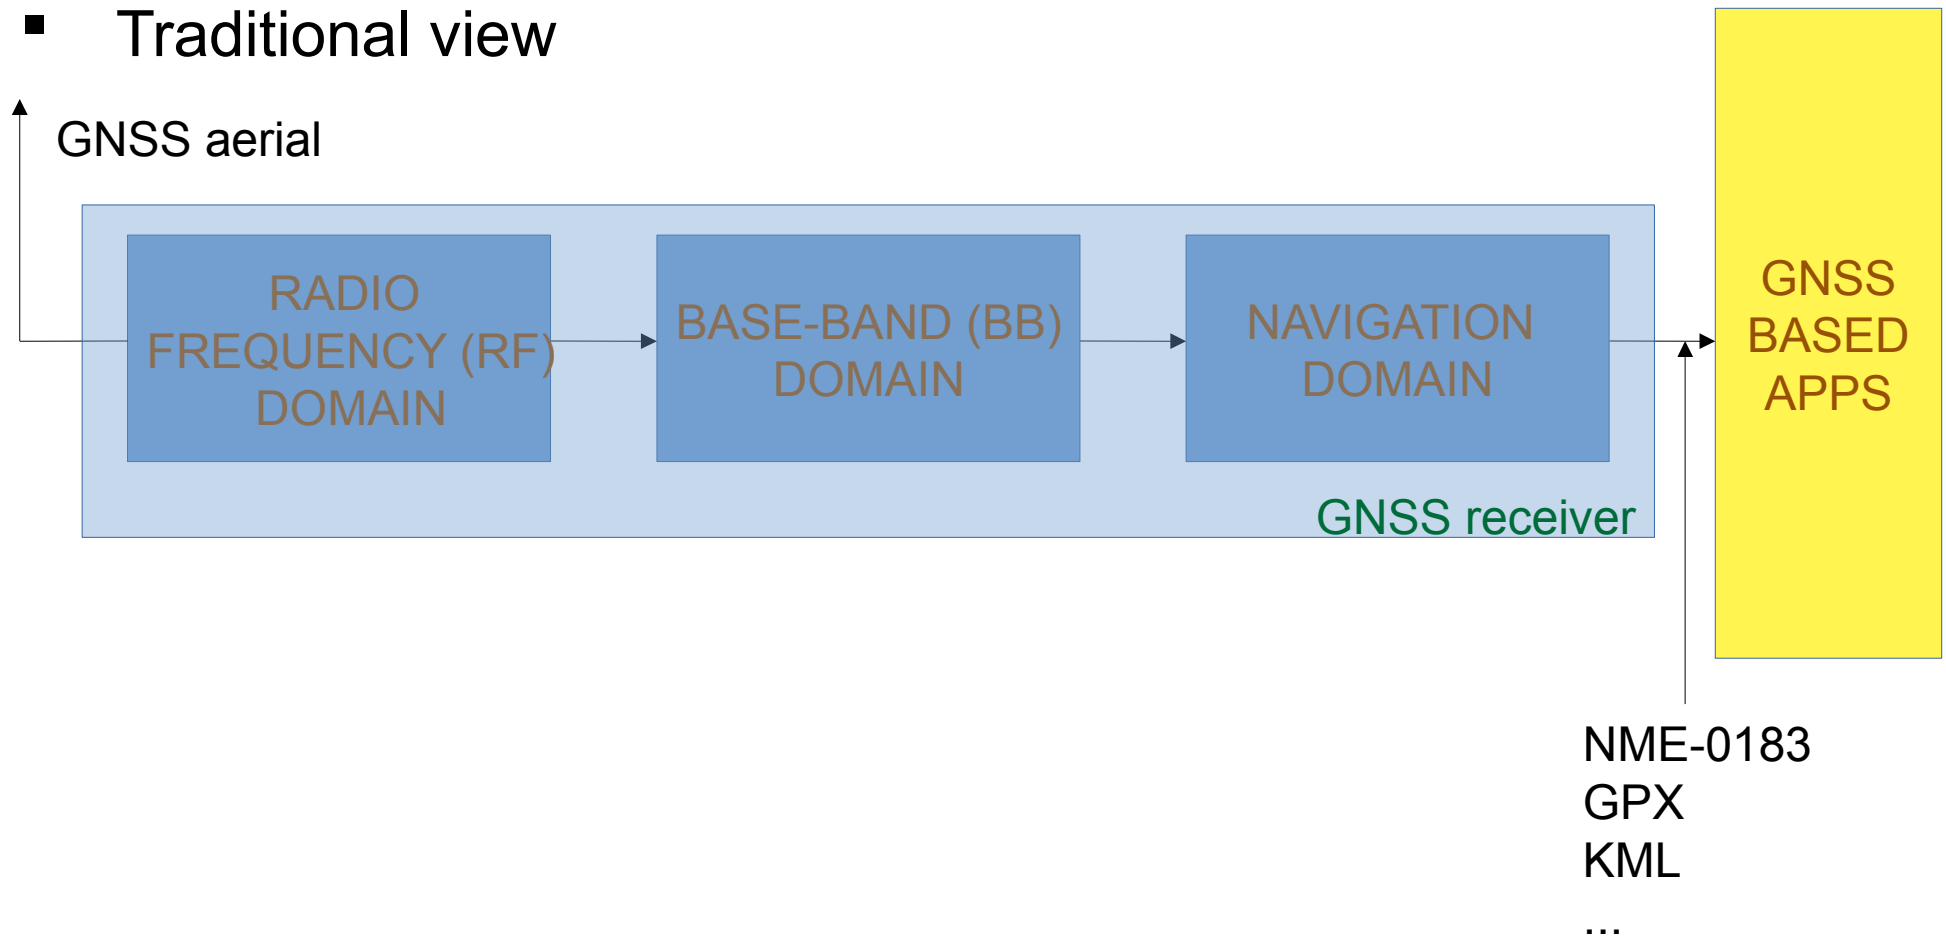 ▪ Traditional view
GNSS aerial
RADIO
FREQUENCY (RF)
DOMAIN
BASE-BAND (BB)
DOMAIN
NAVIGATION
DOMAIN
GNSS
BASED
APPS
GNSS receiver
NME-0183
GPX
KML
...